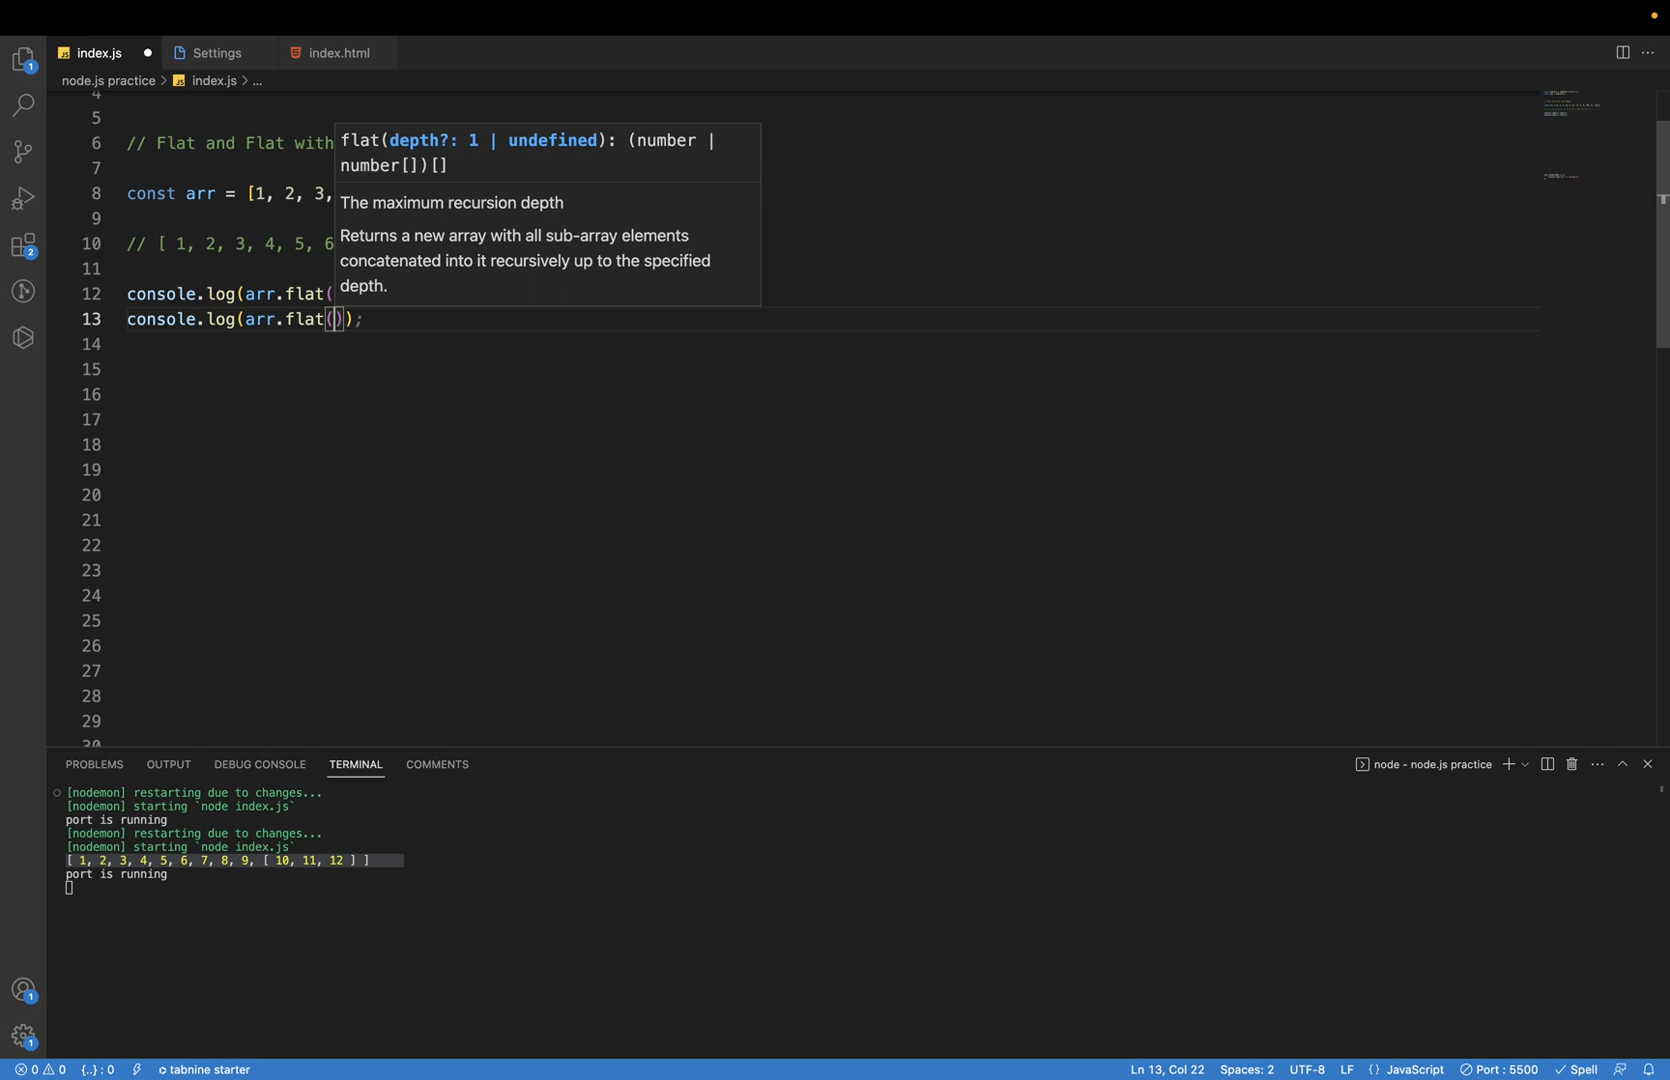 1
index.js
Settings
index.html
node.js practice > JS index.js > ...
4
5
6 // Flat and Flat with
7
8 const arr = [1, 2, 3,
9
10 // [ 1, 2, 3, 4, 5, 6
11
12 console.log(arr.flat(
13 console.log(arr.flat());
14
15
16
17
18
19
20
21
22
23
24
25
26
27
28
29
30
flat(depth?: 1 | undefined): (number |
number[])[]
The maximum recursion depth
Returns a new array with all sub-array elements
concatenated into it recursively up to the specified
depth.
2
PROBLEMS OUTPUT DEBUG CONSOLE TERMINAL COMMENTS
node - node.js practice
[nodemon] restarting due to changes...
[nodemon] starting `node index.js`
port is running
[nodemon] restarting due to changes...
[nodemon] starting `node index.js`
[ 1, 2, 3, 4, 5, 6, 7, 8, 9, [ 10, 11, 12 ] ]
port is running
1
1
0 0 {..} : 0 tabnine starter
Ln 13, Col 22 Spaces: 2 UTF-8 LF {} JavaScript Port : 5500 Spell